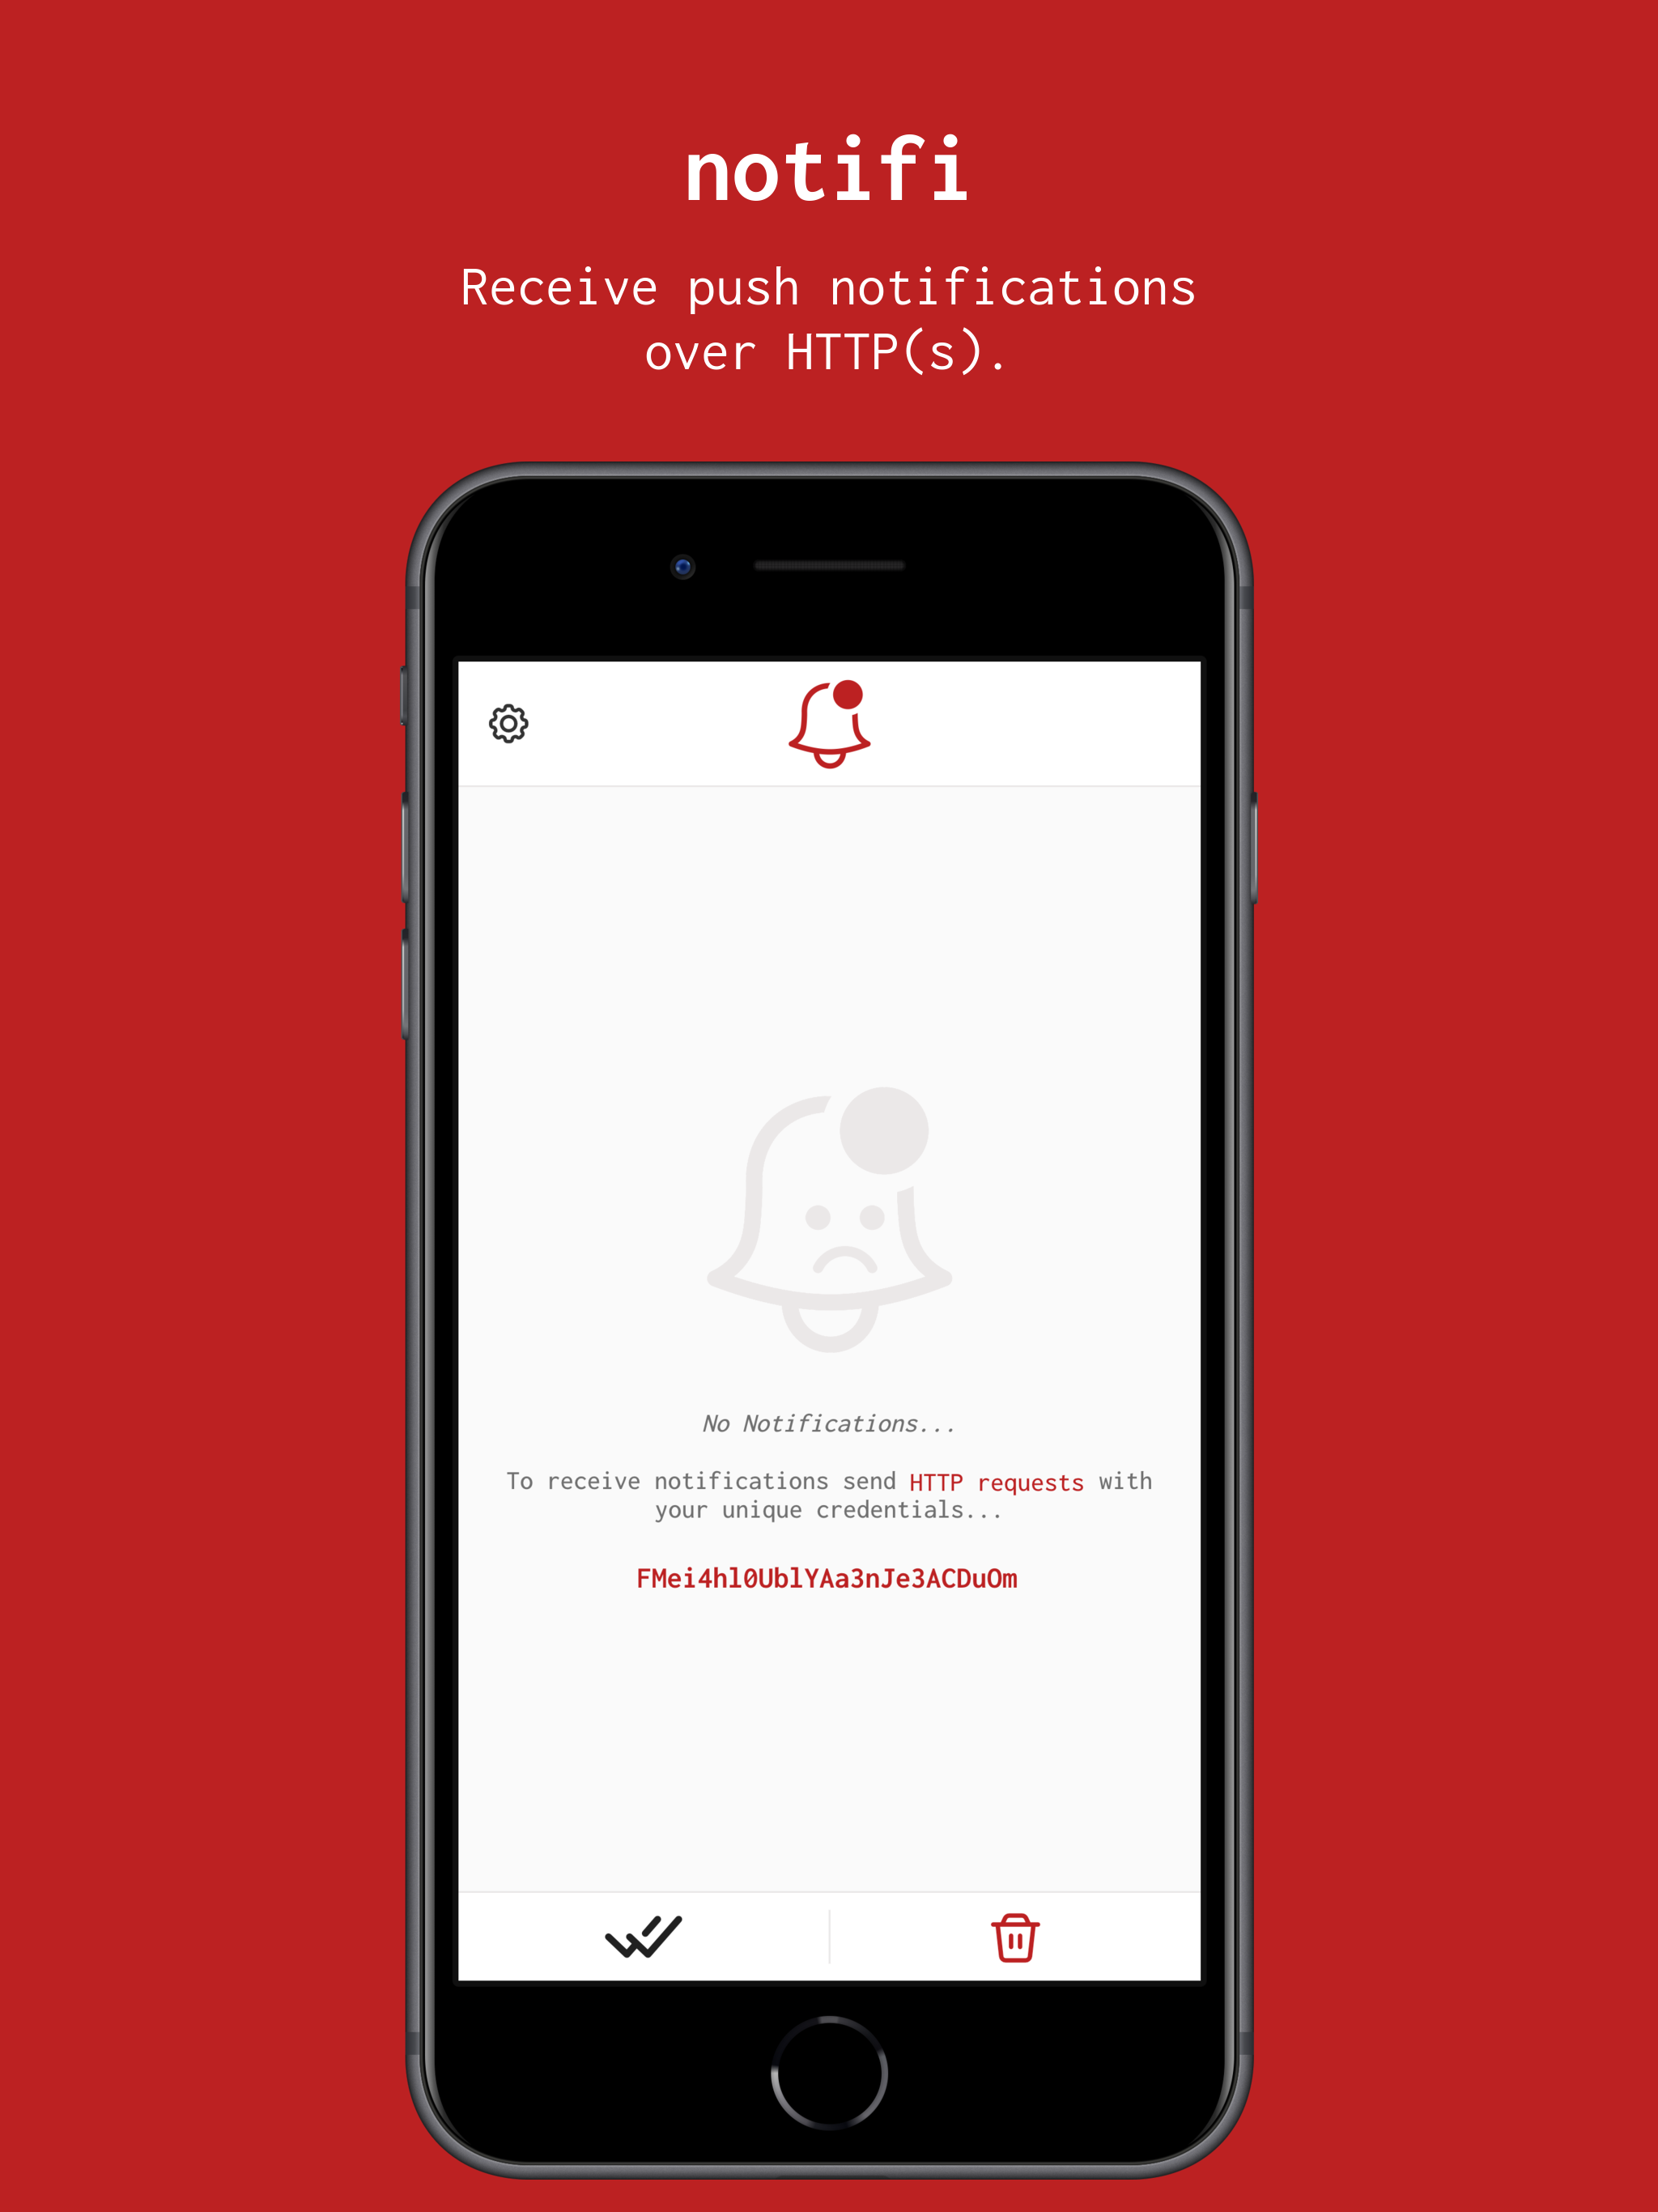 notifi
Receive push notifications
over HTTP(s).
No Notifications...
To receive notifications send HTTP requests with
your unique credentials...
FMei4hl0UblYAa3nJe3ACDuOm